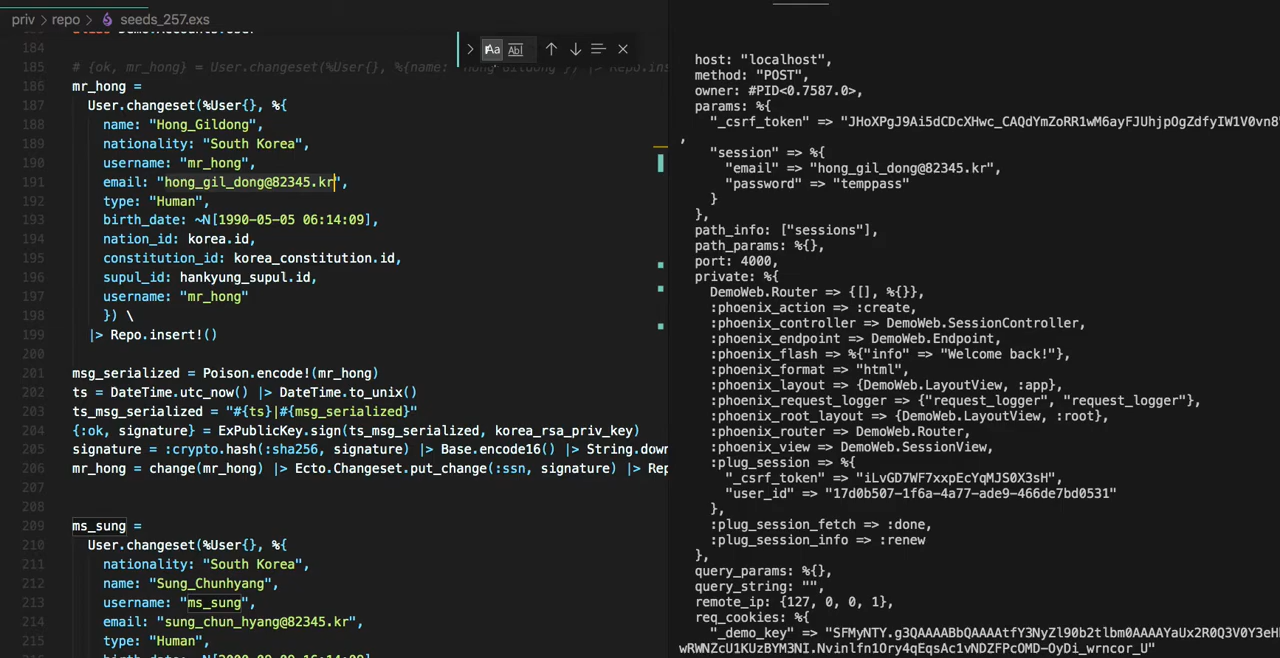 priv > repo > seeds_257.exs
184
185 # {ok, mr_hong} = User.changeset(%User{}, %{name: "Hong Gildong"}) |> Repo.ins
186 mr_hong =
187 User.changeset(%User{}, %{
188 name: "Hong_Gildong",
189 nationality: "South Korea",
190 username: "mr_hong",
191 email: "hong_gil_dong@82345.kr",
192 type: "Human",
193 birth_date: ~N[1990-05-05 06:14:09],
194 nation_id: korea.id,
195 constitution_id: korea_constitution.id,
196 supul_id: hankyung_supul.id,
197 username: "mr_hong"
198 }) \
199 |> Repo.insert!()
200
201 msg_serialized = Poison.encode!(mr_hong)
202 ts = DateTime.utc_now() |> DateTime.to_unix()
203 ts_msg_serialized = "#{ts}|#{msg_serialized}"
204 {:ok, signature} = ExPublicKey.sign(ts_msg_serialized, korea_rsa_priv_key)
205 signature = :crypto.hash(:sha256, signature) |> Base.encode16() |> String.down
206 mr_hong = change(mr_hong) |> Ecto.Changeset.put_change(:ssn, signature) |> Rep
207
208
209 ms_sung =
210 User.changeset(%User{}, %{
211 nationality: "South Korea",
212 name: "Sung_Chunhyang",
213 username: "ms_sung",
214 email: "sung_chun_hyang@82345.kr",
215 type: "Human",
Aa Abl
host: "localhost",
method: "POST",
owner: #PID<0.7587.0>,
params: %{
"_csrf_token" => "JHoXPgJ9Ai5dCDcXHwc_CAQdYmZoRR1wM6ayFJUhjpOgZdfyIW1V0vn8"
,
"session" => %{
"email" => "hong_gil_dong@82345.kr",
"password" => "temppass"
}
},
path_info: ["sessions"],
path_params: %{},
port: 4000,
private: %{
DemoWeb.Router => {[], %{}},
:phoenix_action => :create,
:phoenix_controller => DemoWeb.SessionController,
:phoenix_endpoint => DemoWeb.Endpoint,
:phoenix_flash => %{"info" => "Welcome back!"},
:phoenix_format => "html",
:phoenix_layout => {DemoWeb.LayoutView, :app},
:phoenix_request_logger => {"request_logger", "request_logger"},
:phoenix_root_layout => {DemoWeb.LayoutView, :root},
:phoenix_router => DemoWeb.Router,
:phoenix_view => DemoWeb.SessionView,
:plug_session => %{
"_csrf_token" => "iLvGD7WF7xxpEcYqMJS0X3sH",
"user_id" => "17d0b507-1f6a-4a77-ade9-466de7bd0531"
},
:plug_session_fetch => :done,
:plug_session_info => :renew
},
query_params: %{},
query_string: "",
remote_ip: {127, 0, 0, 1},
req_cookies: %{
"_demo_key" => "SFMyNTY.g3QAAAABbQAAAAtfY3NyZl90b2tlbm0AAAAYaUx2R0Q3V0Y3eH
wRWNZcU1KUzBYM3NI.Nvinlfn1Ory4qEqsAc1vNDZFPcOMD-OyDi_wrncor_U"